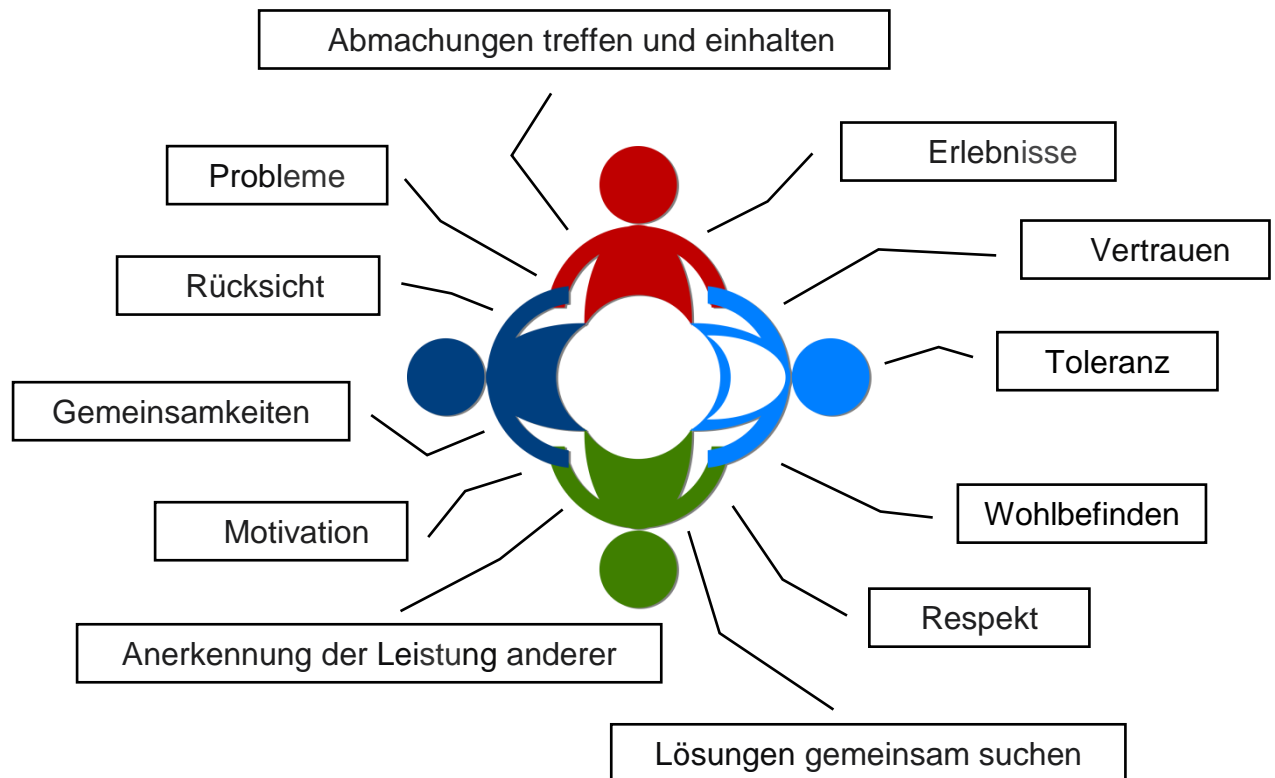 Abmachungen treffen und einhalten
Erlebnisse
Probleme
Vertrauen
Rücksicht
Toleranz
Gemeinsamkeiten
Wohlbefinden
Motivation
Respekt
Anerkennung der Leistung anderer
Lösungen gemeinsam suchen